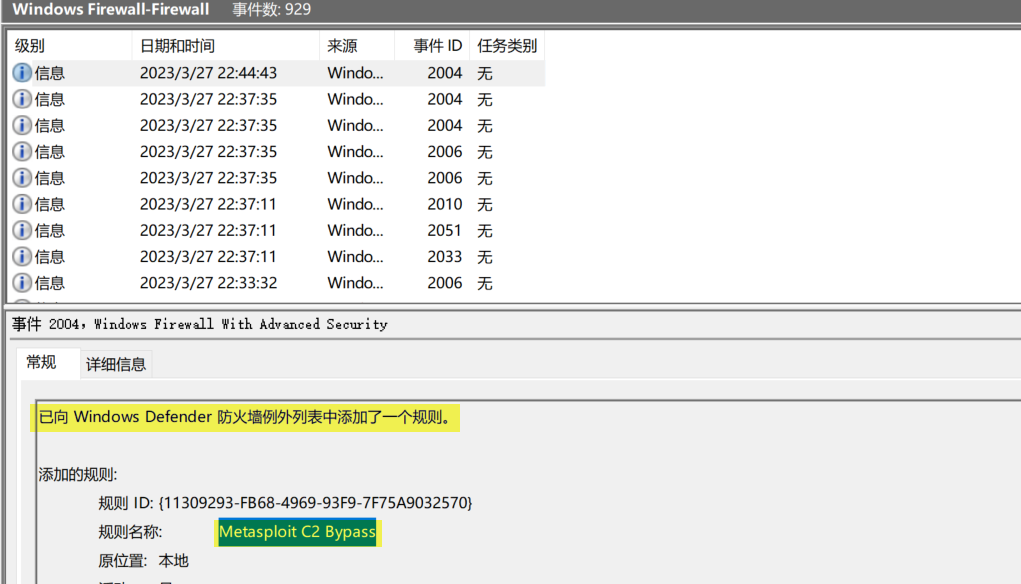 Windows Firewall-Firewall 事件数: 929
级别 日期和时间 来源 事件 ID 任务类别
信息 2023/3/27 22:44:43 Windo... 2004 无
信息 2023/3/27 22:37:35 Windo... 2004 无
信息 2023/3/27 22:37:35 Windo... 2004 无
信息 2023/3/27 22:37:35 Windo... 2006 无
信息 2023/3/27 22:37:35 Windo... 2006 无
信息 2023/3/27 22:37:11 Windo... 2010 无
信息 2023/3/27 22:37:11 Windo... 2051 无
信息 2023/3/27 22:37:11 Windo... 2033 无
信息 2023/3/27 22:33:32 Windo... 2006 无
事件 2004，Windows Firewall With Advanced Security
常规 详细信息
已向 Windows Defender 防火墙例外列表中添加了一个规则。
添加的规则:
规则 ID: {11309293-FB68-4969-93F9-7F75A9032570}
规则名称: Metasploit C2 Bypass
原位置: 本地